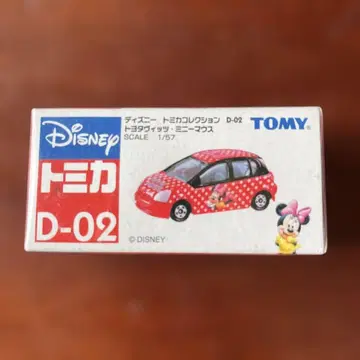 DISNEY
トミカ
D-02
ディズニー トミカコレクション D-02
トヨタヴィッツ・ミニーマウス
SCALE 1/57
TOMY
© DISNEY